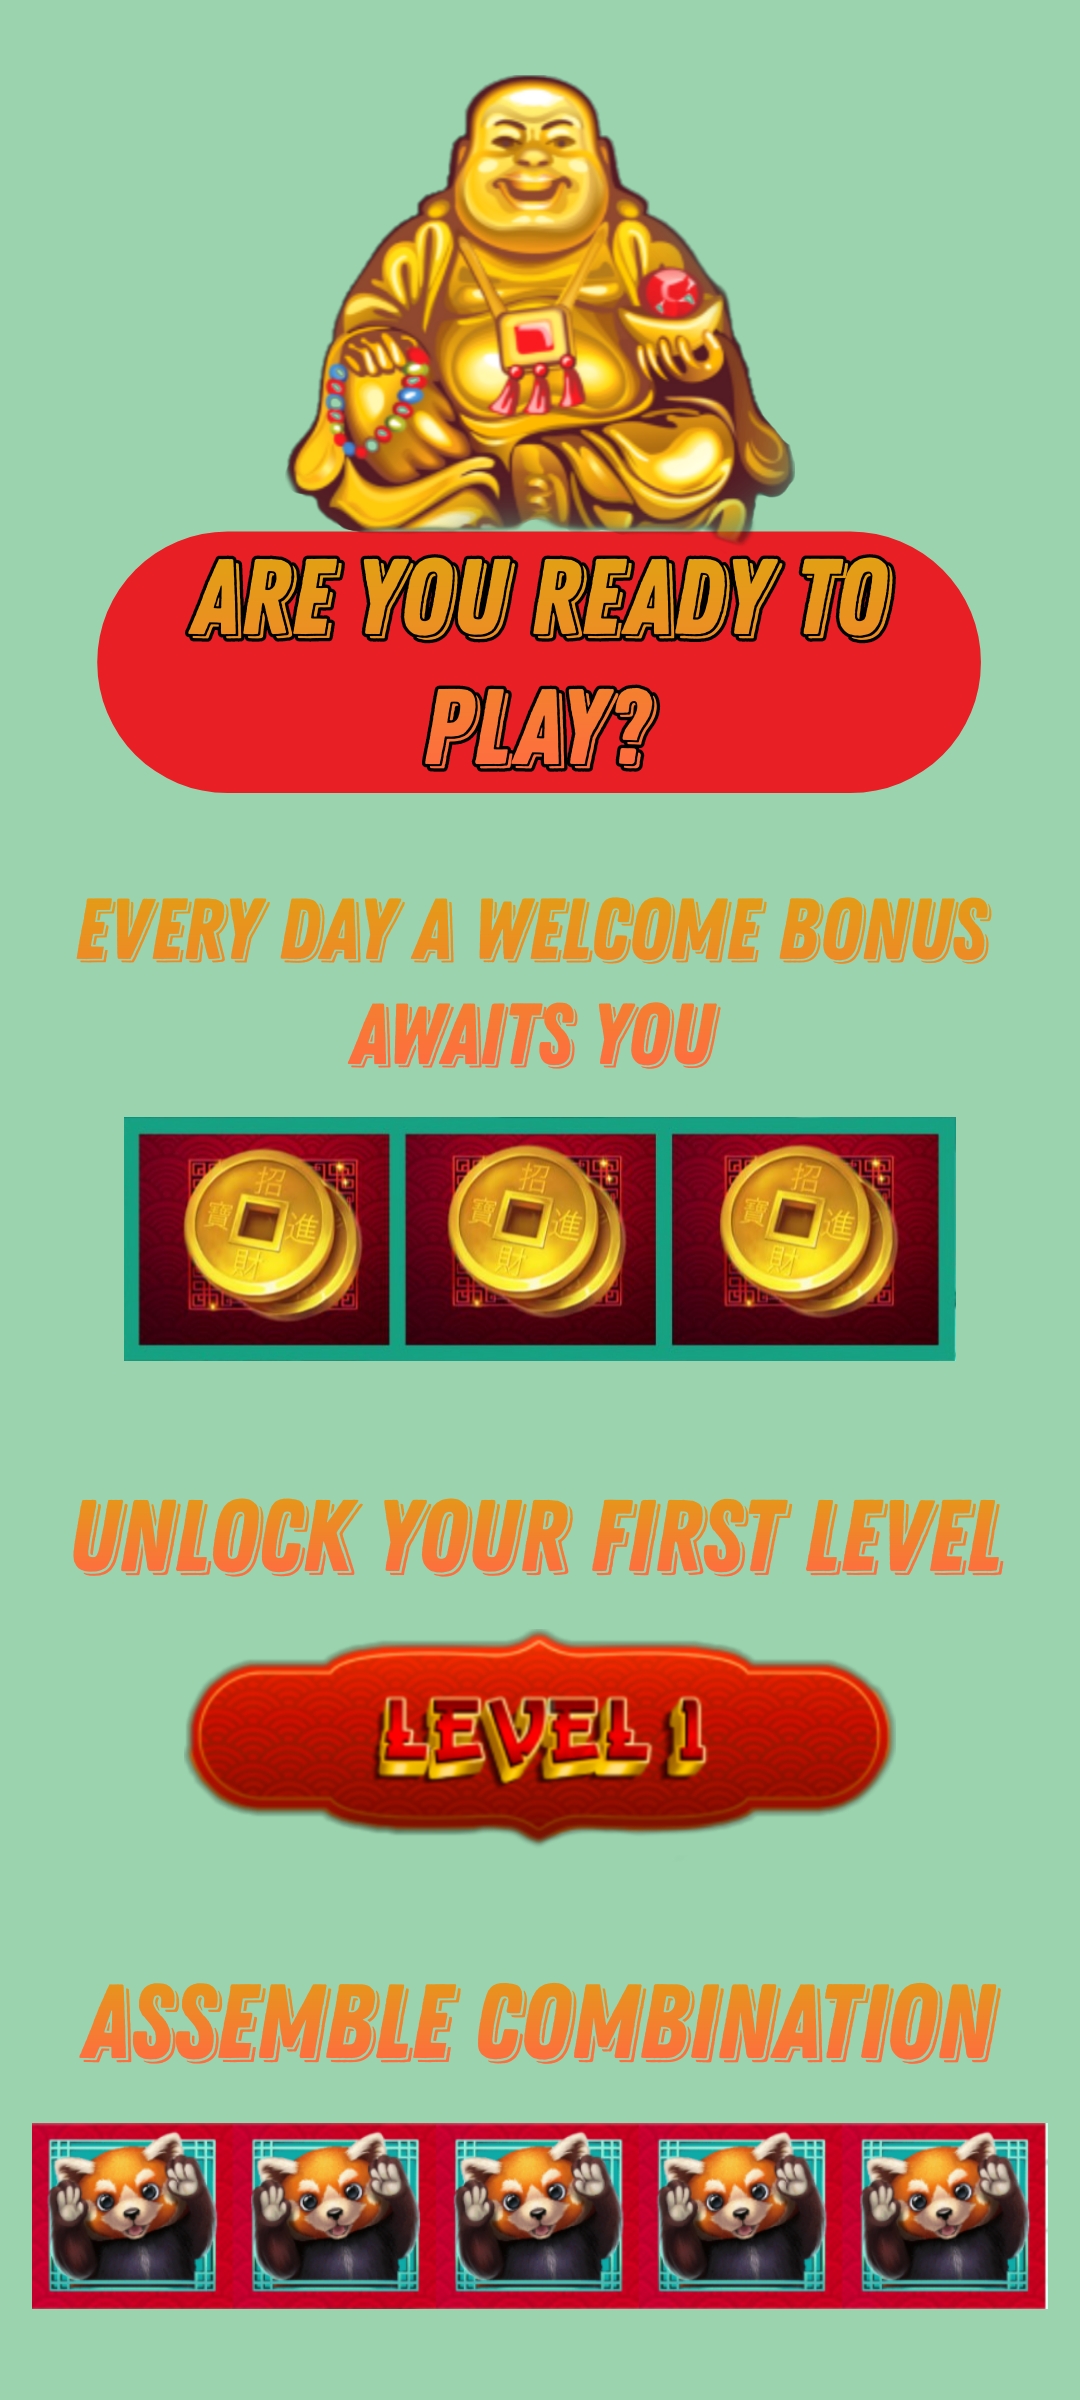 ARE YOU READY TO
PLAY?
EVERY DAY A WELCOME BONUS
AWAITS YOU
招
寶 進
財
招
寶 進
財
招
寶 進
財
UNLOCK YOUR FIRST LEVEL
LEVEL 1
ASSEMBLE COMBINATION